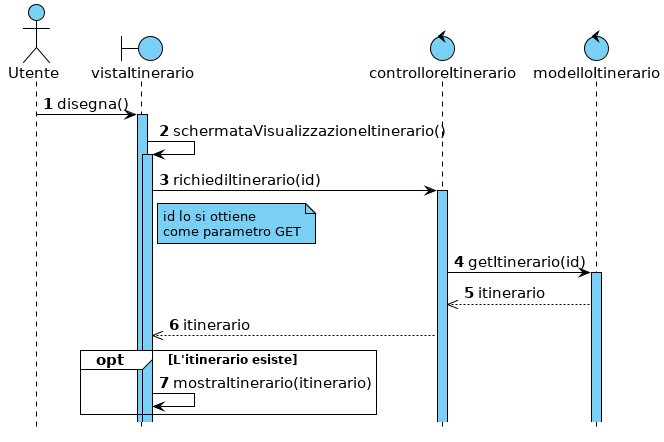 Utente
vistaItinerario
controlloreItinerario
modelloItinerario
1 disegna()
2 schermataVisualizzazioneItinerario()
3 richiediItinerario(id)
id lo si ottiene
come parametro GET
4 getItinerario(id)
5 itinerario
6 itinerario
opt [L'itinerario esiste]
7 mostraItinerario(itinerario)